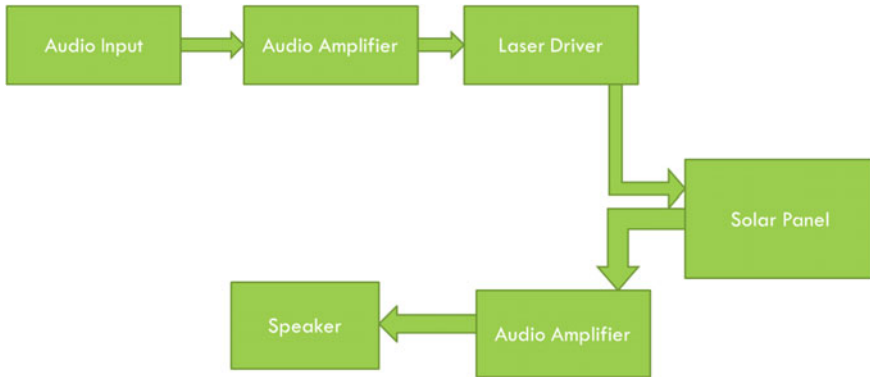 Audio Input
Audio Amplifier
Laser Driver
Solar Panel
Audio Amplifier
Speaker